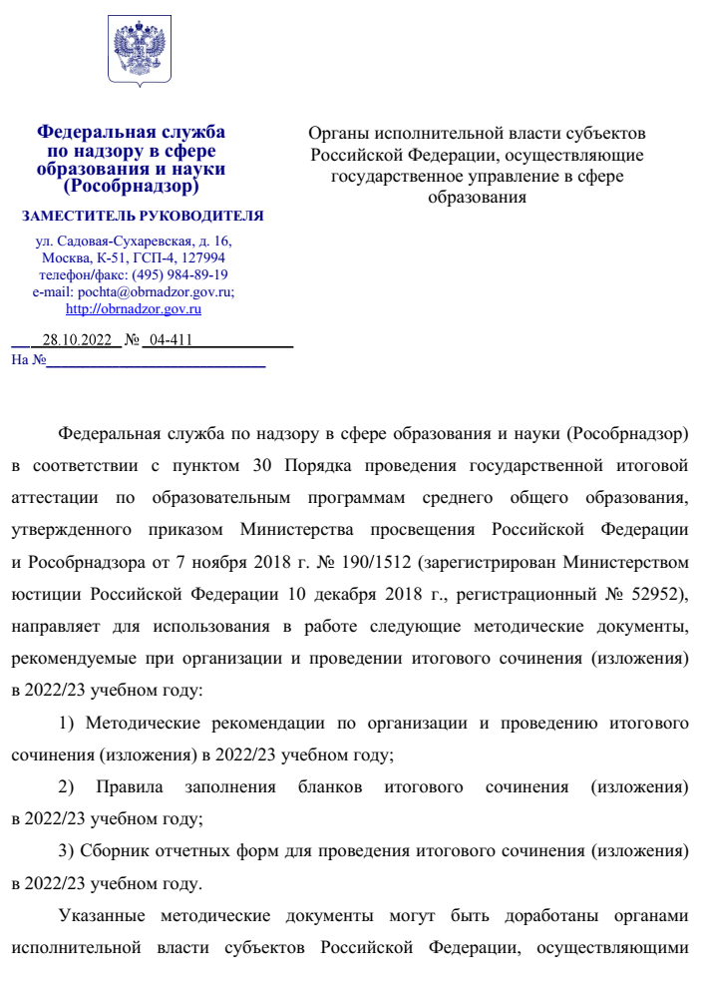 Федеральная служба
по надзору в сфере
образования и науки
(Рособрнадзор)
ЗАМЕСТИТЕЛЬ РУКОВОДИТЕЛЯ
ул. Садовая-Сухаревская, д. 16,
Москва, К-51, ГСП-4, 127994
телефон/факс: (495) 984-89-19
e-mail: pochta@obrnadzor.gov.ru;
http://obrnadzor.gov.ru
28.10.2022 № 04-411
На №
Органы исполнительной власти субъектов
Российской Федерации, осуществляющие
государственное управление в сфере
образования
Федеральная служба по надзору в сфере образования и науки (Рособрнадзор)
в соответствии с пунктом 30 Порядка проведения государственной итоговой
аттестации по образовательным программам среднего общего образования,
утвержденного приказом Министерства просвещения Российской Федерации
и Рособрнадзора от 7 ноября 2018 г. № 190/1512 (зарегистрирован Министерством
юстиции Российской Федерации 10 декабря 2018 г., регистрационный № 52952),
направляет для использования в работе следующие методические документы,
рекомендуемые при организации и проведении итогового сочинения (изложения)
в 2022/23 учебном году:
1) Методические рекомендации по организации и проведению итогового
сочинения (изложения) в 2022/23 учебном году;
2) Правила заполнения бланков итогового сочинения (изложения)
в 2022/23 учебном году;
3) Сборник отчетных форм для проведения итогового сочинения (изложения)
в 2022/23 учебном году.
Указанные методические документы могут быть доработаны органами
исполнительной власти субъектов Российской Федерации, осуществляющими